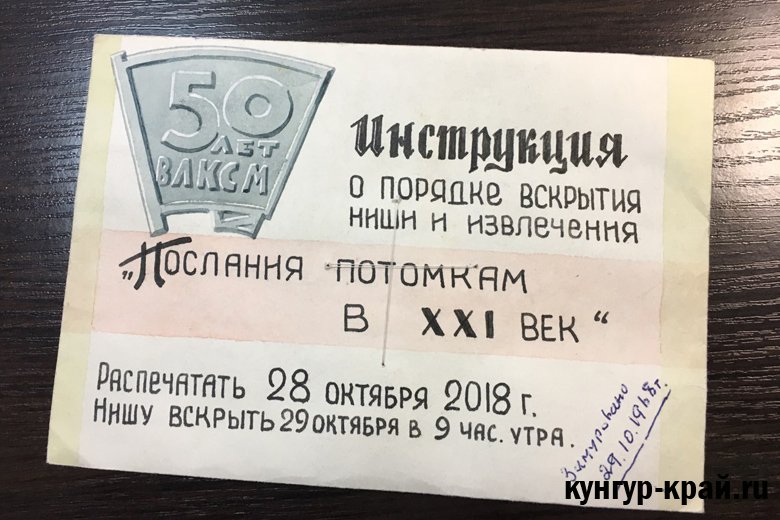 50
ЛЕТ
ВЛКСМ
Инструкция
о порядке вскрытия
ниши и извлечения
„Послания потомкам
в XXI век“
Распечатать 28 октября 2018 г.
Нишу вскрыть 29 октября в 9 час. утра.
Замуровано
29.10.1968г.
кунгур-край.ru